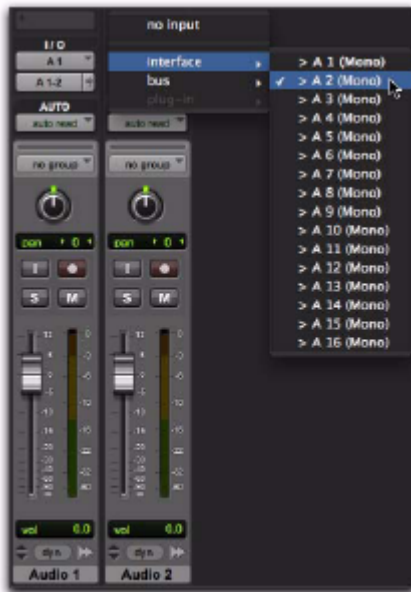 no input
I/O
A 1
A 1-2
interface
bus
plug-in
> A 1 (Mono)
✓ > A 2 (Mono)
> A 3 (Mono)
> A 4 (Mono)
> A 5 (Mono)
> A 6 (Mono)
> A 7 (Mono)
> A 8 (Mono)
> A 9 (Mono)
> A 10 (Mono)
> A 11 (Mono)
> A 12 (Mono)
> A 13 (Mono)
> A 14 (Mono)
> A 15 (Mono)
> A 16 (Mono)
AUTO
auto read
auto read
no group
no group
pan 0
pan 0
I
I
S M
S M
vol 0.0
vol 0.0
dyn
dyn
Audio 1
Audio 2